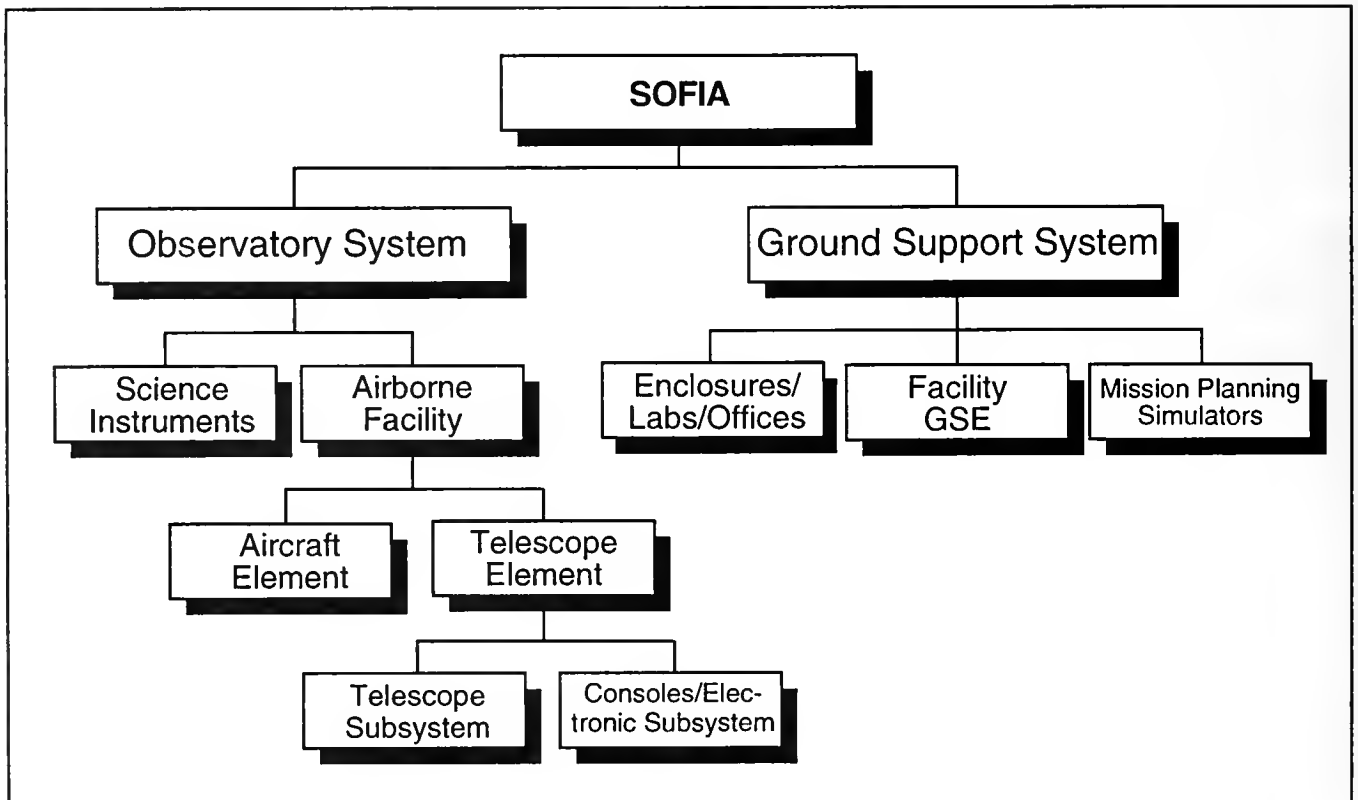 SOFIA
Observatory System
Ground Support System
Science
Instruments
Airborne
Facility
Enclosures/
Labs/Offices
Facility
GSE
Mission Planning
Simulators
Aircraft
Element
Telescope
Element
Telescope
Subsystem
Consoles/Elec-
tronic Subsystem